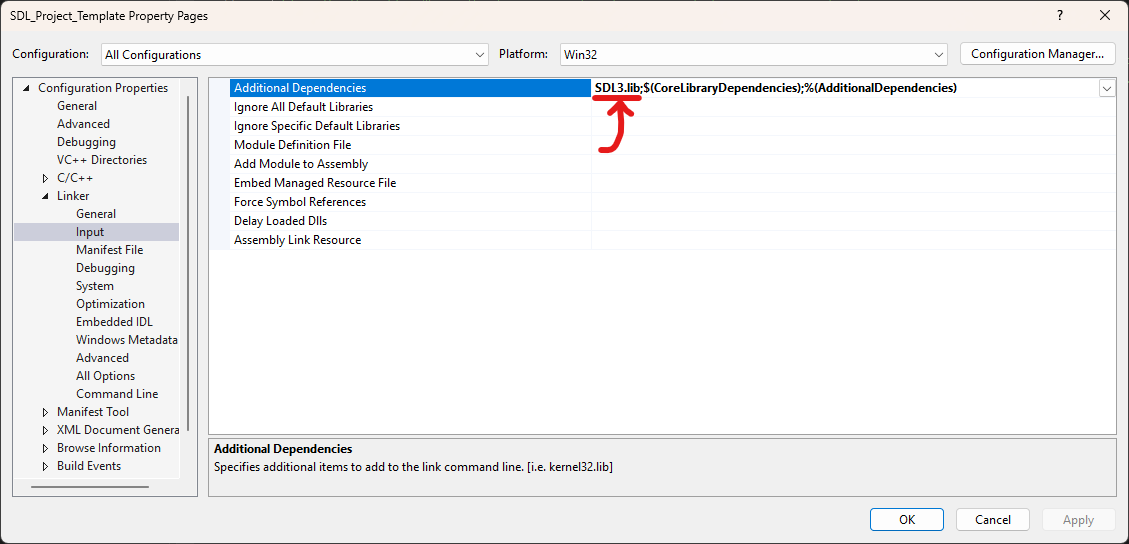 SDL_Project_Template Property Pages
?
Configuration: All Configurations Platform: Win32 Configuration Manager...
Configuration Properties
General
Advanced
Debugging
VC++ Directories
C/C++
Linker
General
Input
Manifest File
Debugging
System
Optimization
Embedded IDL
Windows Metadata
Advanced
All Options
Command Line
Manifest Tool
XML Document Genera
Browse Information
Build Events
Additional Dependencies SDL3.lib;$(CoreLibraryDependencies);%(AdditionalDependencies)
Ignore All Default Libraries
Ignore Specific Default Libraries
Module Definition File
Add Module to Assembly
Embed Managed Resource File
Force Symbol References
Delay Loaded Dlls
Assembly Link Resource
Additional Dependencies
Specifies additional items to add to the link command line. [i.e. kernel32.lib]
OK Cancel Apply